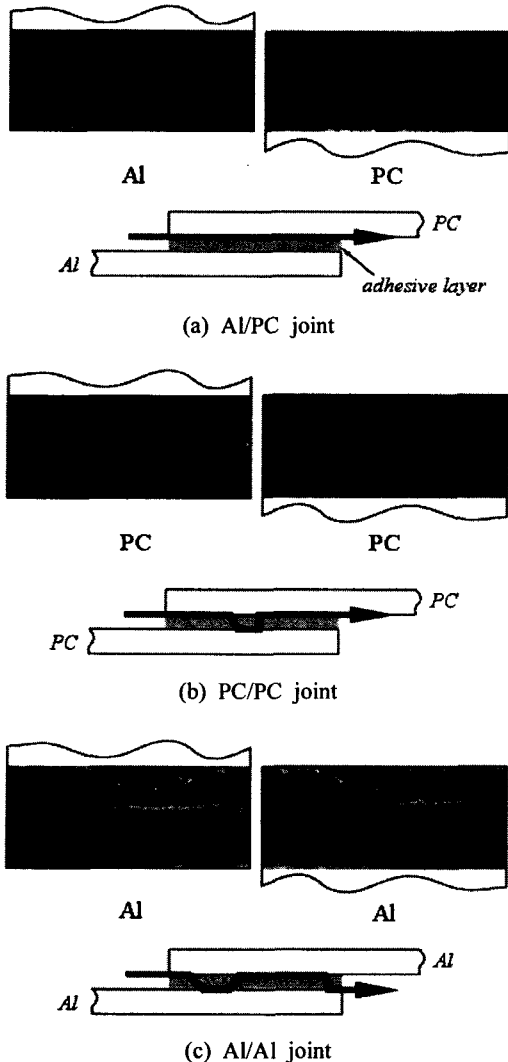 Al PC
PC
Al
adhesive layer
(a) Al/PC joint
PC PC
PC
PC
(b) PC/PC joint
Al Al
Al
Al
(c) Al/Al joint